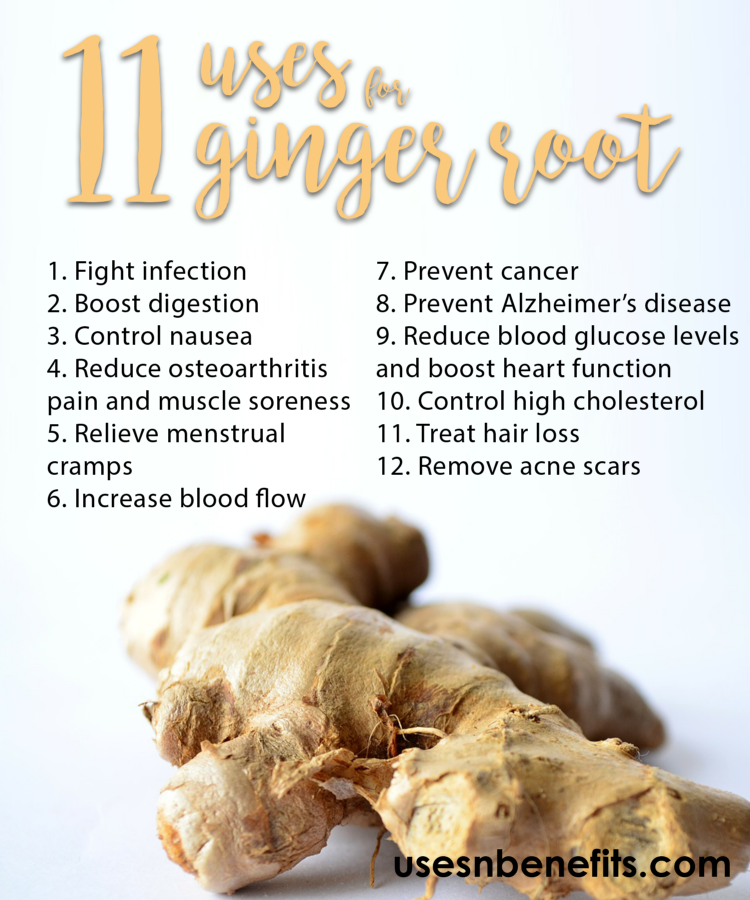 11 uses for
ginger root
1. Fight infection
2. Boost digestion
3. Control nausea
4. Reduce osteoarthritis
pain and muscle soreness
5. Relieve menstrual
cramps
6. Increase blood flow
7. Prevent cancer
8. Prevent Alzheimer’s disease
9. Reduce blood glucose levels
and boost heart function
10. Control high cholesterol
11. Treat hair loss
12. Remove acne scars
usesnbenefits.com